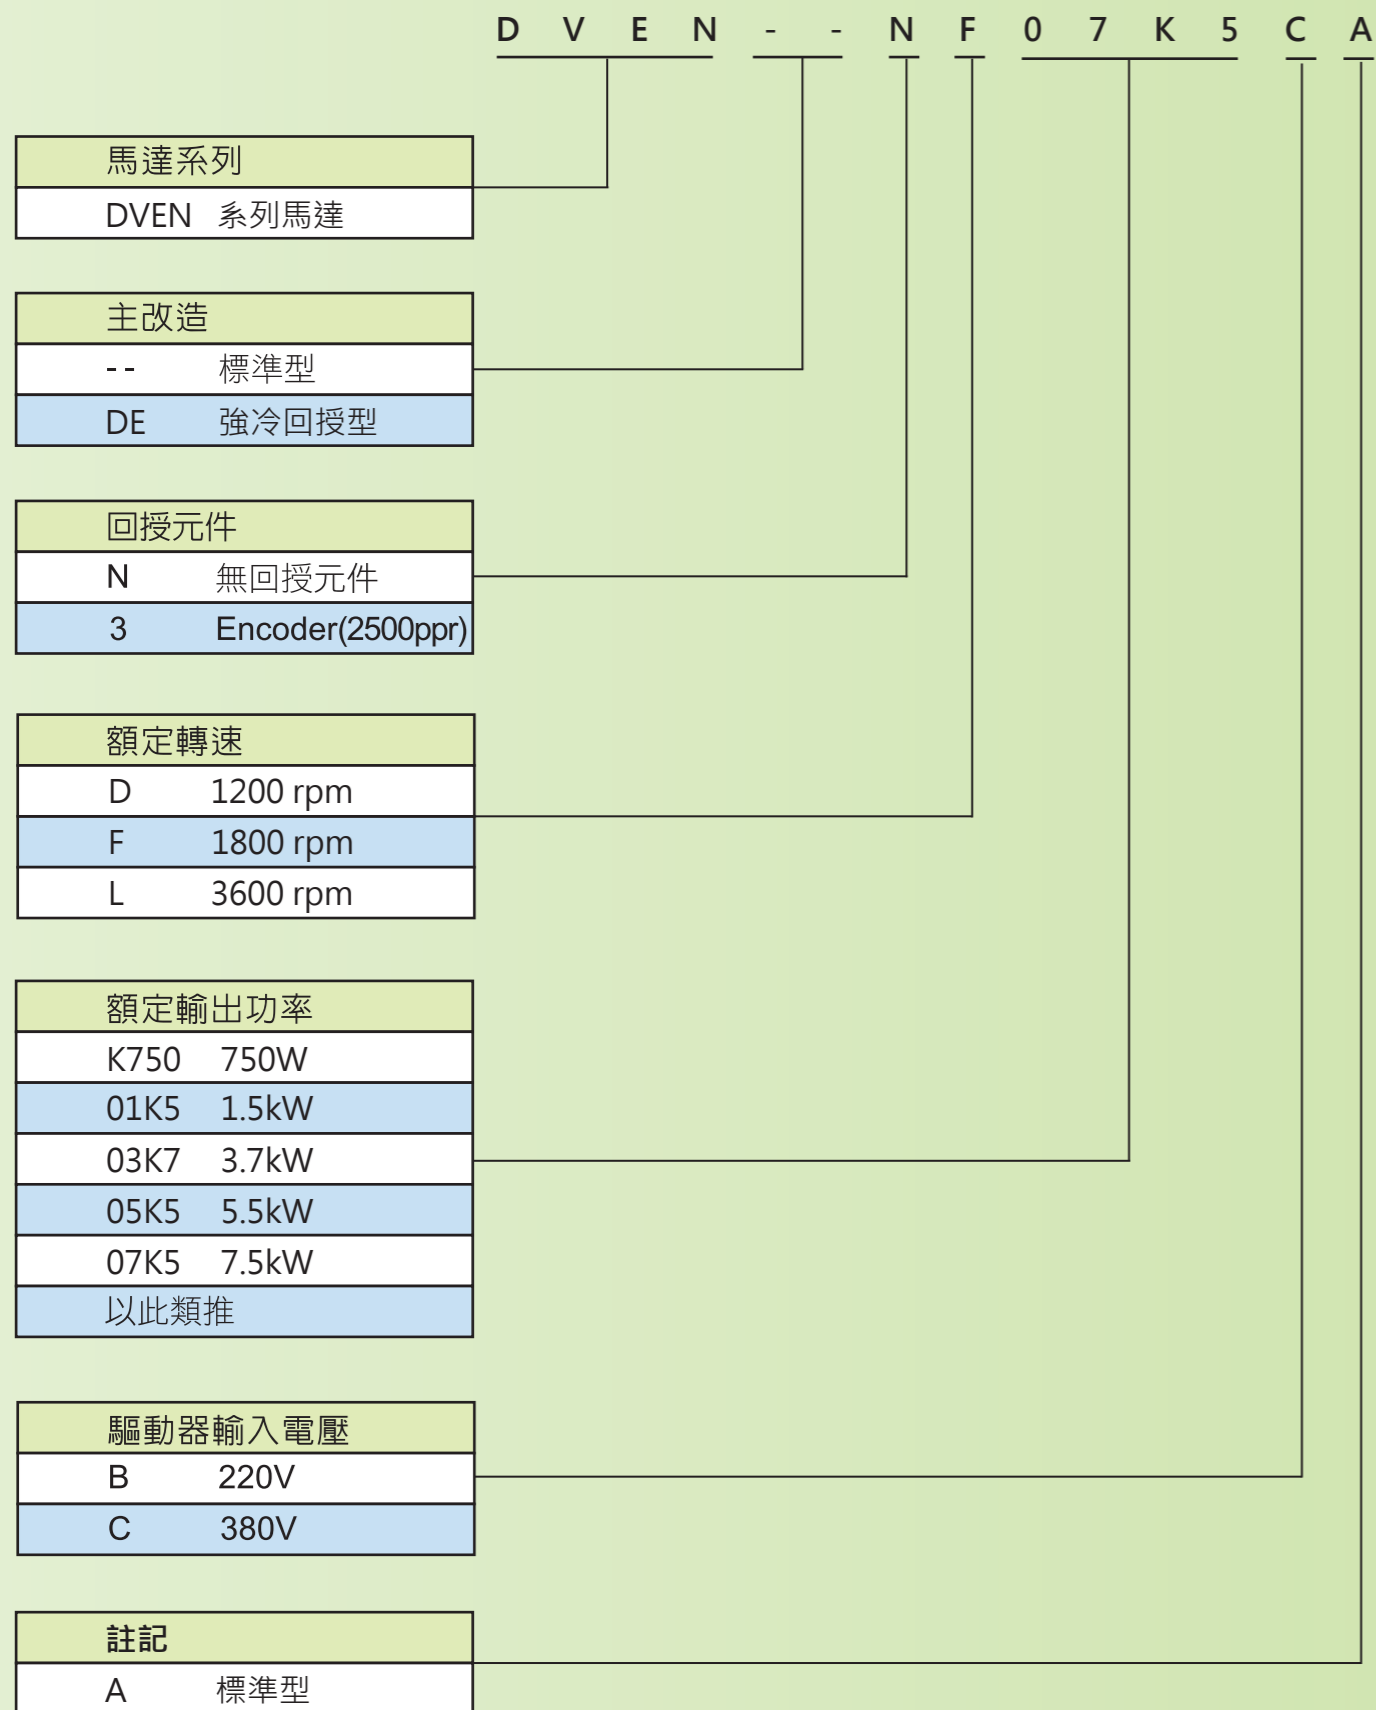 D V E N - - N F 0 7 K 5 C A
馬達系列
DVEN 系列馬達
主改造
-- 標準型
DE 強冷回授型
回授元件
N 無回授元件
3 Encoder(2500ppr)
額定轉速
D 1200 rpm
F 1800 rpm
L 3600 rpm
額定輸出功率
K750 750W
01K5 1.5kW
03K7 3.7kW
05K5 5.5kW
07K5 7.5kW
以此類推
驅動器輸入電壓
B 220V
C 380V
註記
A 標準型